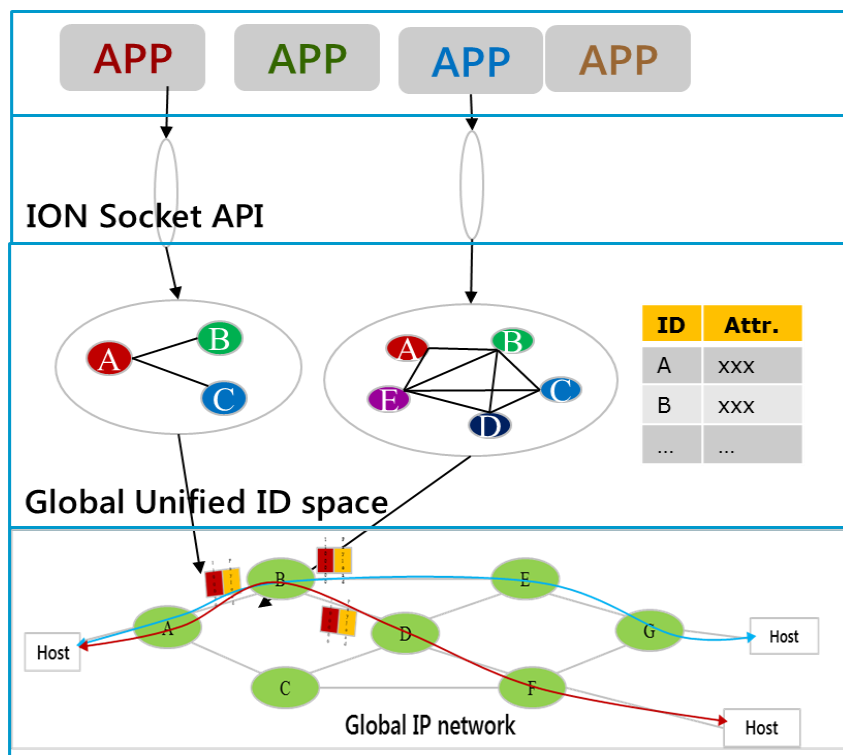 APP APP APP APP
ION Socket API
A B C
A B C D E
ID Attr.
A xxx
B xxx
... ...
Global Unified ID space
B E
A D G
Host Host
C F
Global IP network
Host